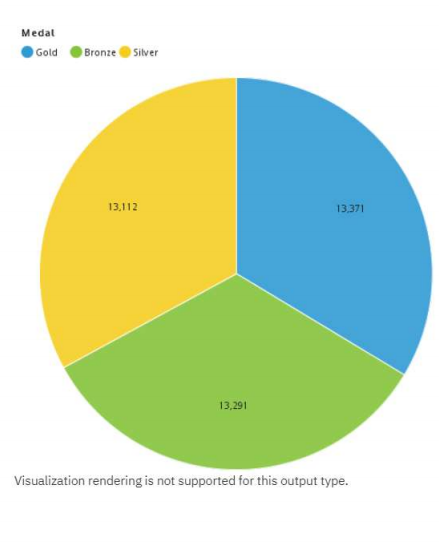 Medal
Gold Bronze Silver
13,112
13,371
13,291
Visualization rendering is not supported for this output type.